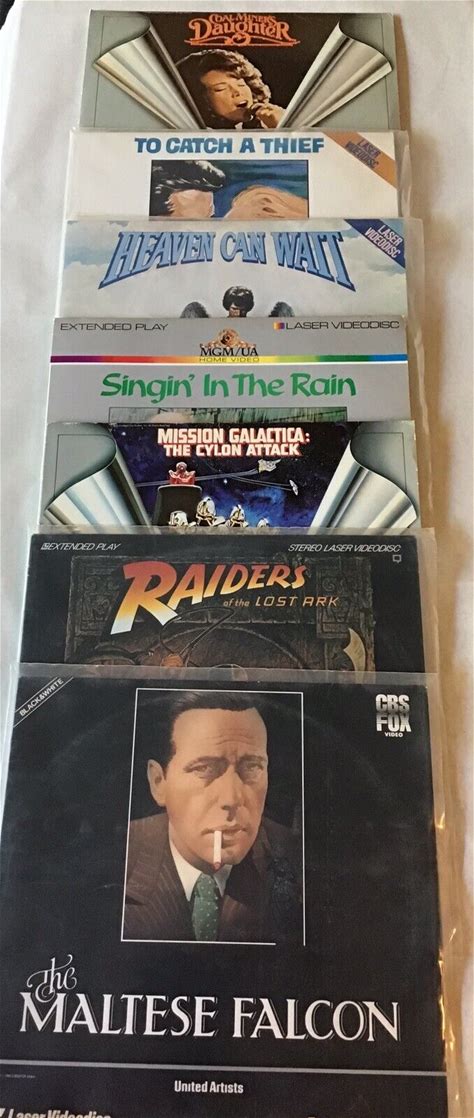 COAL MINER'S
Daughter
TO CATCH A THIEF
LASER
VIDEODISC
HEAVEN CAN WAIT
LASER
VIDEODISC
EXTENDED PLAY
LASER VIDEODISC
MGM/UA
HOME VIDEO
Singin' In The Rain
MISSION GALACTICA:
THE CYLON ATTACK
EXTENDED PLAY
STEREO LASER VIDEODISC
RAIDERS
of the LOST ARK
BLACK&WHITE
CBS
FOX
VIDEO
The
MALTESE FALCON
United Artists
Laser Videodisc